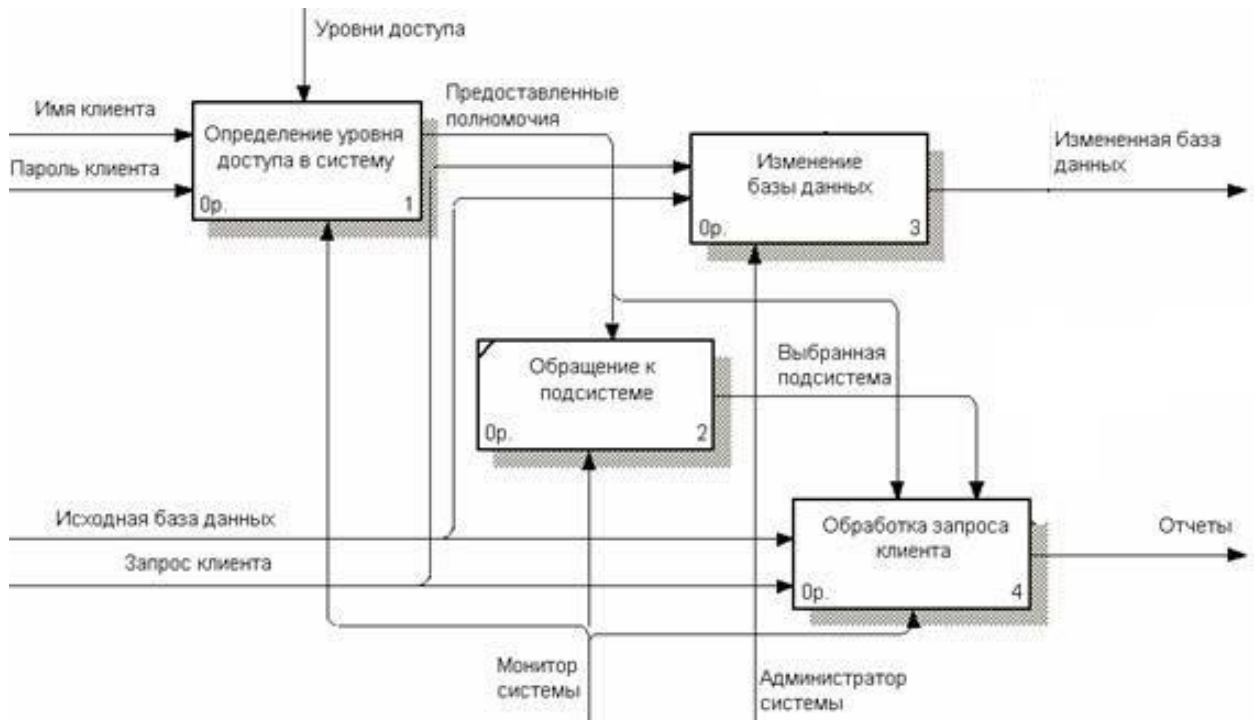 Уровни доступа
Имя клиента
Пароль клиента
Определение уровня
доступа в систему
0р.
1
Предоставленные
полномочия
Изменение
базы данных
0р.
3
Измененная база
данных
Обращение к
подсистеме
0р.
2
Выбранная
подсистема
Исходная база данных
Запрос клиента
Обработка запроса
клиента
0р.
4
Отчеты
Монитор
системы
Администратор
системы